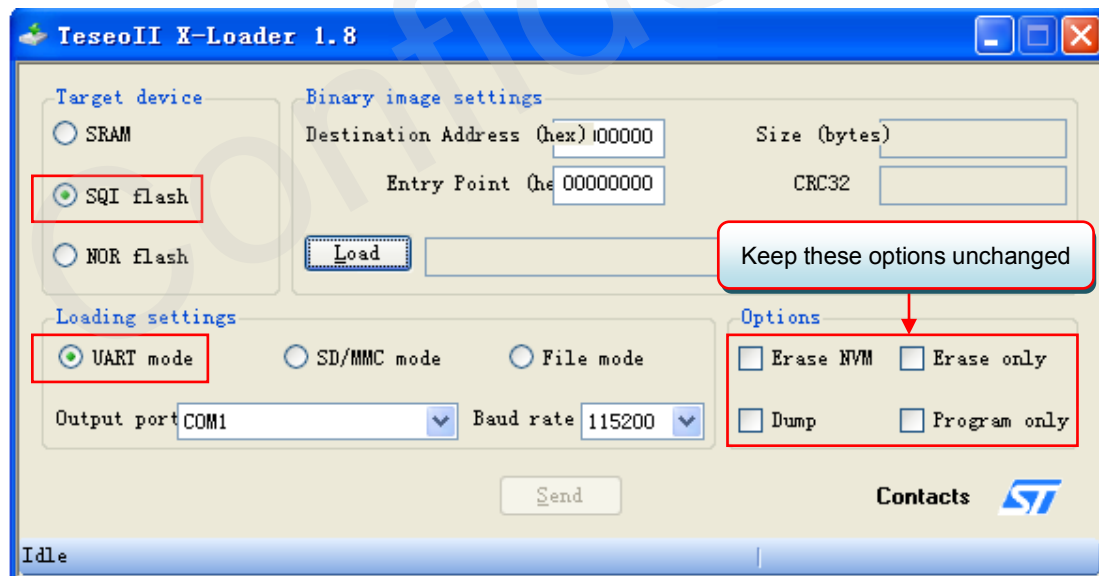 TeseoII X-Loader 1.8
Target device
SRAM
SQI flash
NOR flash
Binary image settings
Destination Address (hex) 00000
Size (bytes)
Entry Point (he 00000000
CRC32
Load
Keep these options unchanged
Loading settings
UART mode
SD/MMC mode
File mode
Output port COM1
Baud rate 115200
Options
Erase NVM
Erase only
Dump
Program only
Send
Contacts
ST
Idle